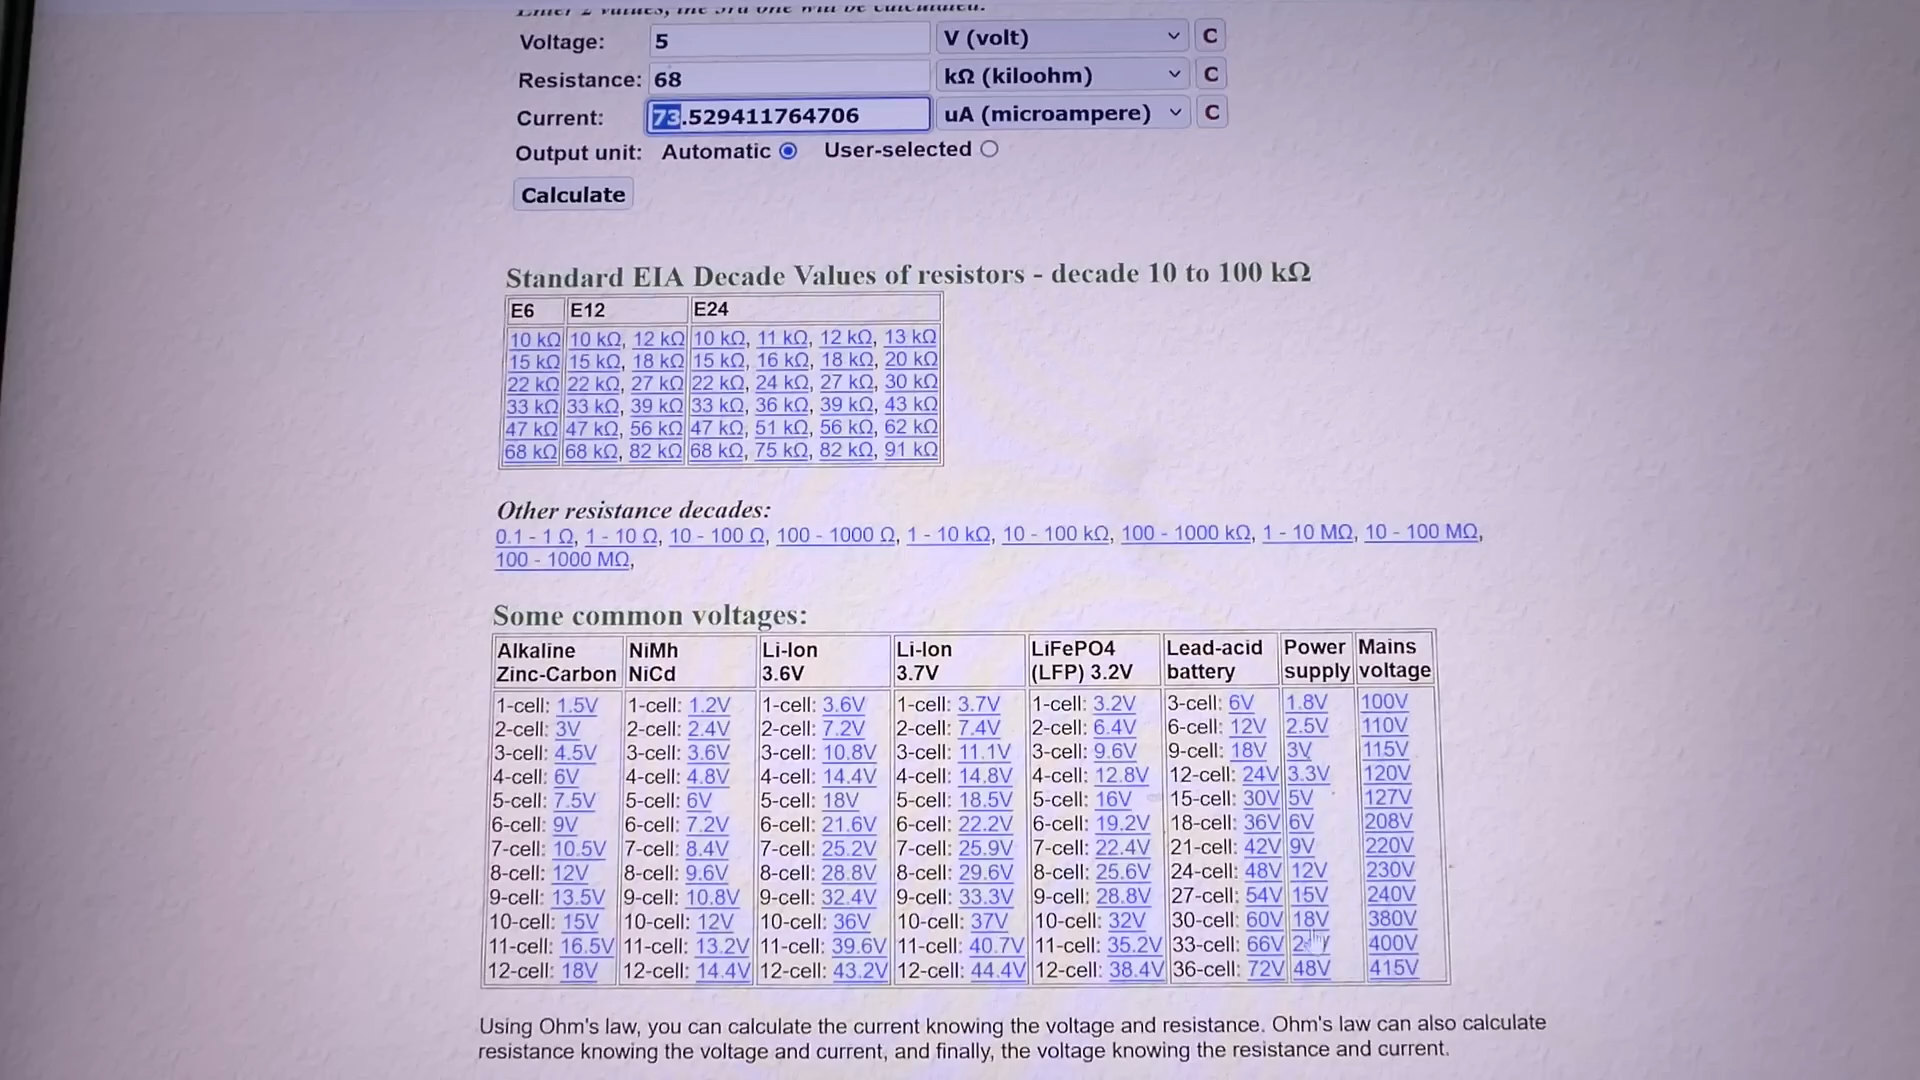 Enter 2 values, the 3rd one will be calculated.
Voltage: 5 V (volt) C
Resistance: 68 kΩ (kiloohm) C
Current: 73.529411764706 uA (microampere) C
Output unit: Automatic User-selected
Calculate
Standard EIA Decade Values of resistors - decade 10 to 100 kΩ
E6 E12 E24
10 kΩ 10 kΩ, 12 kΩ 10 kΩ, 11 kΩ, 12 kΩ, 13 kΩ
15 kΩ 15 kΩ, 18 kΩ 15 kΩ, 16 kΩ, 18 kΩ, 20 kΩ
22 kΩ 22 kΩ, 27 kΩ 22 kΩ, 24 kΩ, 27 kΩ, 30 kΩ
33 kΩ 33 kΩ, 39 kΩ 33 kΩ, 36 kΩ, 39 kΩ, 43 kΩ
47 kΩ 47 kΩ, 56 kΩ 47 kΩ, 51 kΩ, 56 kΩ, 62 kΩ
68 kΩ 68 kΩ, 82 kΩ 68 kΩ, 75 kΩ, 82 kΩ, 91 kΩ
Other resistance decades:
0.1 - 1 Ω, 1 - 10 Ω, 10 - 100 Ω, 100 - 1000 Ω, 1 - 10 kΩ, 10 - 100 kΩ, 100 - 1000 kΩ, 1 - 10 MΩ, 10 - 100 MΩ,
100 - 1000 MΩ,
Some common voltages:
Alkaline NiMh Li-Ion Li-Ion LiFePO4 Lead-acid Power Mains
Zinc-Carbon NiCd 3.6V 3.7V (LFP) 3.2V battery supply voltage
1-cell: 1.5V 1-cell: 1.2V 1-cell: 3.6V 1-cell: 3.7V 1-cell: 3.2V 3-cell: 6V 1.8V 100V
2-cell: 3V 2-cell: 2.4V 2-cell: 7.2V 2-cell: 7.4V 2-cell: 6.4V 6-cell: 12V 2.5V 110V
3-cell: 4.5V 3-cell: 3.6V 3-cell: 10.8V 3-cell: 11.1V 3-cell: 9.6V 9-cell: 18V 3V 115V
4-cell: 6V 4-cell: 4.8V 4-cell: 14.4V 4-cell: 14.8V 4-cell: 12.8V 12-cell: 24V 3.3V 120V
5-cell: 7.5V 5-cell: 6V 5-cell: 18V 5-cell: 18.5V 5-cell: 16V 15-cell: 30V 5V 127V
6-cell: 9V 6-cell: 7.2V 6-cell: 21.6V 6-cell: 22.2V 6-cell: 19.2V 18-cell: 36V 6V 208V
7-cell: 10.5V 7-cell: 8.4V 7-cell: 25.2V 7-cell: 25.9V 7-cell: 22.4V 21-cell: 42V 9V 220V
8-cell: 12V 8-cell: 9.6V 8-cell: 28.8V 8-cell: 29.6V 8-cell: 25.6V 24-cell: 48V 12V 230V
9-cell: 13.5V 9-cell: 10.8V 9-cell: 32.4V 9-cell: 33.3V 9-cell: 28.8V 27-cell: 54V 15V 240V
10-cell: 15V 10-cell: 12V 10-cell: 36V 10-cell: 37V 10-cell: 32V 30-cell: 60V 18V 380V
11-cell: 16.5V 11-cell: 13.2V 11-cell: 39.6V 11-cell: 40.7V 11-cell: 35.2V 33-cell: 66V 400V
12-cell: 18V 12-cell: 14.4V 12-cell: 43.2V 12-cell: 44.4V 12-cell: 38.4V 36-cell: 72V 48V 415V
Using Ohm's law, you can calculate the current knowing the voltage and resistance. Ohm's law can also calculate
resistance knowing the voltage and current, and finally, the voltage knowing the resistance and current.